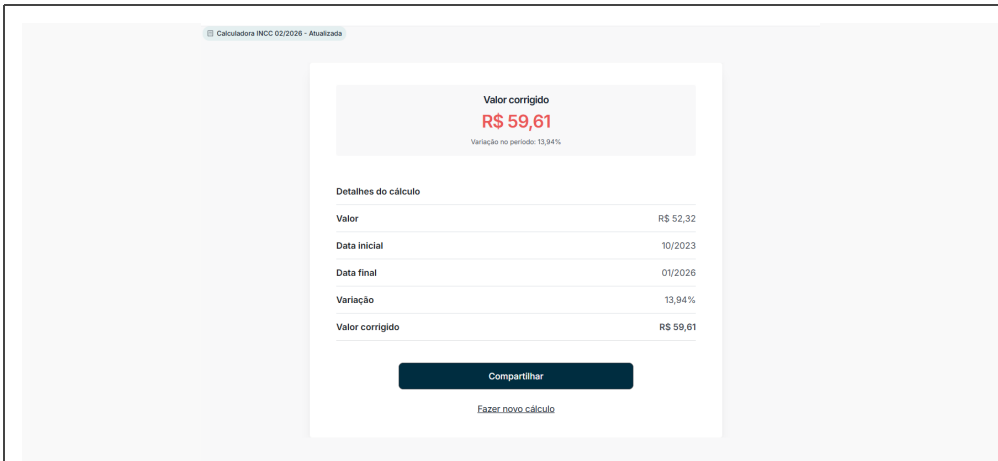 Calculadora INCC 02/2026 - Atualizada
Valor corrigido
R$ 59,61
Variação no período: 13,94%
Detalhes do cálculo
Valor R$ 52,32
Data inicial 10/2023
Data final 01/2026
Variação 13,94%
Valor corrigido R$ 59,61
Compartilhar
Fazer novo cálculo